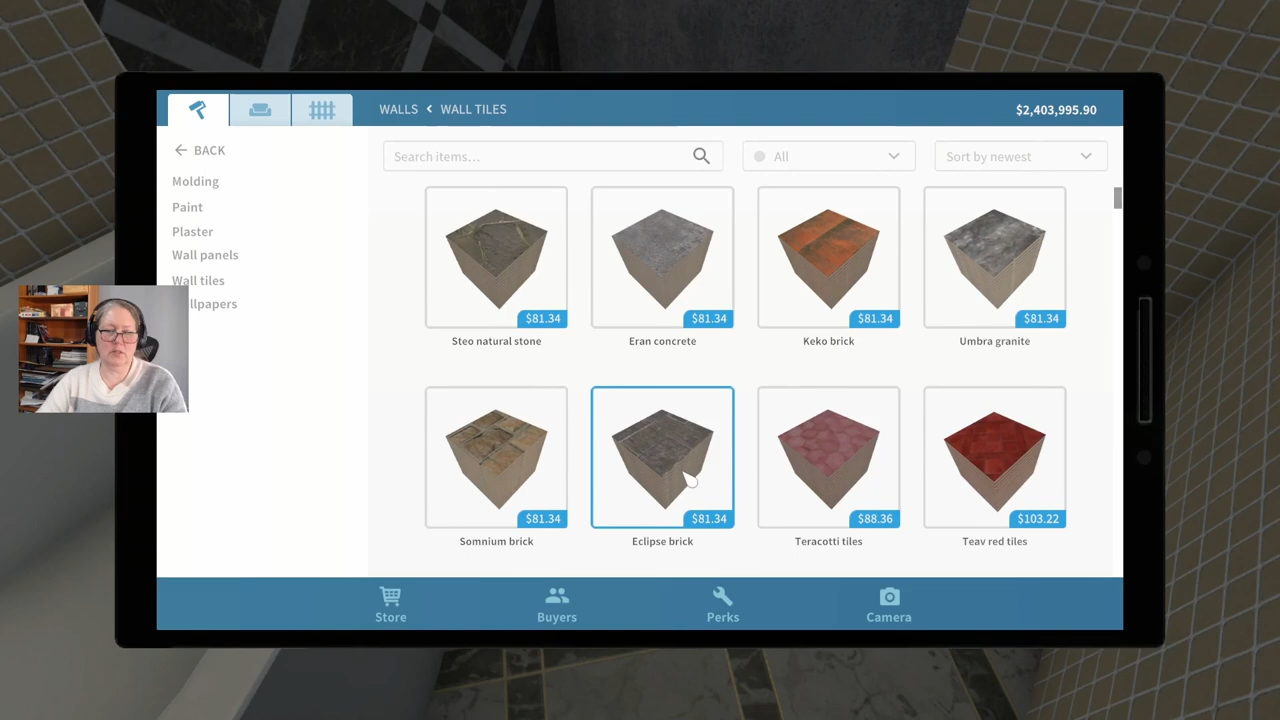 WALLS < WALL TILES
$2,403,995.90
BACK
Molding
Paint
Plaster
Wall panels
Wall tiles
llpapers
Search items...
All
Sort by newest
$81.34
$81.34
$81.34
$81.34
Steo natural stone
Eran concrete
Keko brick
Umbra granite
$81.34
$81.34
$88.36
$103.22
Somnium brick
Eclipse brick
Teracotti tiles
Teav red tiles
Store
Buyers
Perks
Camera